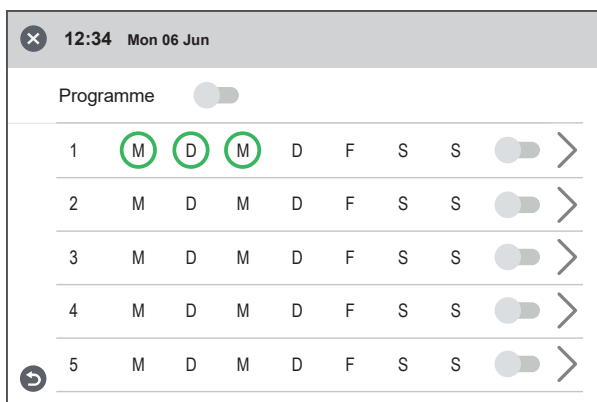 12:34 Mon 06 Jun
Programme
1 M D M D F S S
2 M D M D F S S
3 M D M D F S S
4 M D M D F S S
5 M D M D F S S